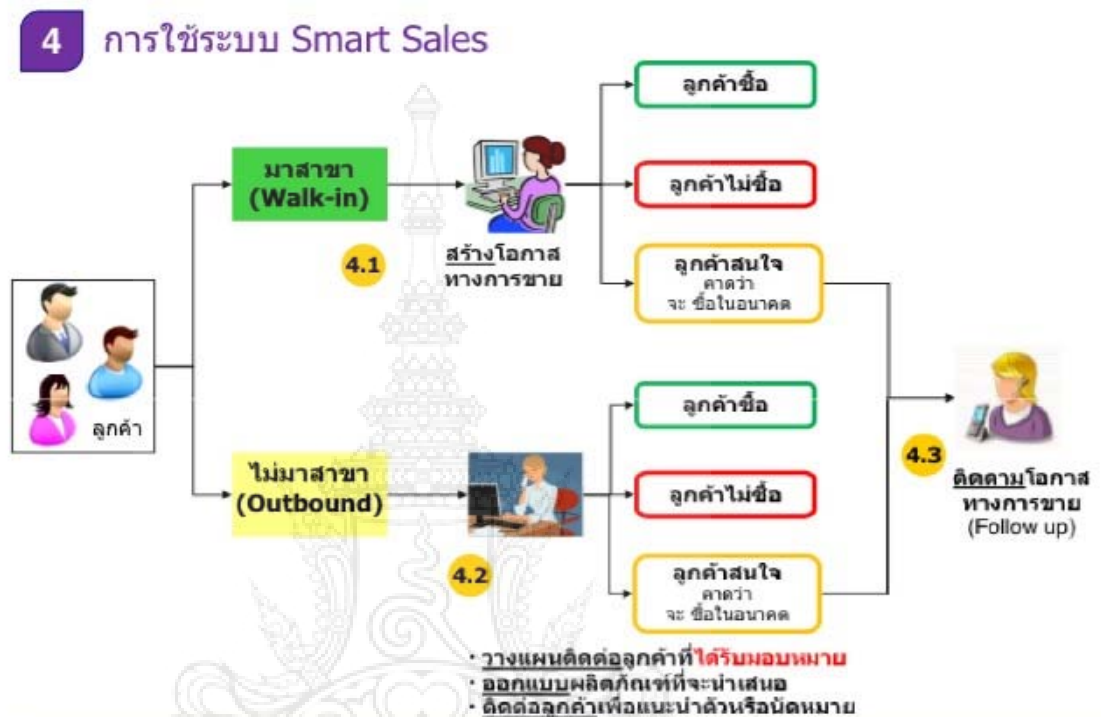 4 การใช้ระบบ Smart Sales
ลูกค้าซื้อ
มาสาขา
(Walk-in)
ลูกค้าไม่ซื้อ
4.1
สร้างโอกาส
ทางการขาย
ลูกค้าสนใจ
คาดว่า
จะ ซื้อในอนาคต
ลูกค้า
ลูกค้าซื้อ
ไม่มาสาขา
(Outbound)
ลูกค้าไม่ซื้อ
4.3
ติดตามโอกาส
ทางการขาย
(Follow up)
4.2
ลูกค้าสนใจ
คาดว่า
จะ ซื้อในอนาคต
· วางแผนติดต่อลูกค้าที่ได้รับมอบหมาย
· ออกแบบผลิตภัณฑ์ที่จะนำเสนอ
· ติดต่อลูกค้าเพื่อแนะนำตัวหรือนัดหมาย